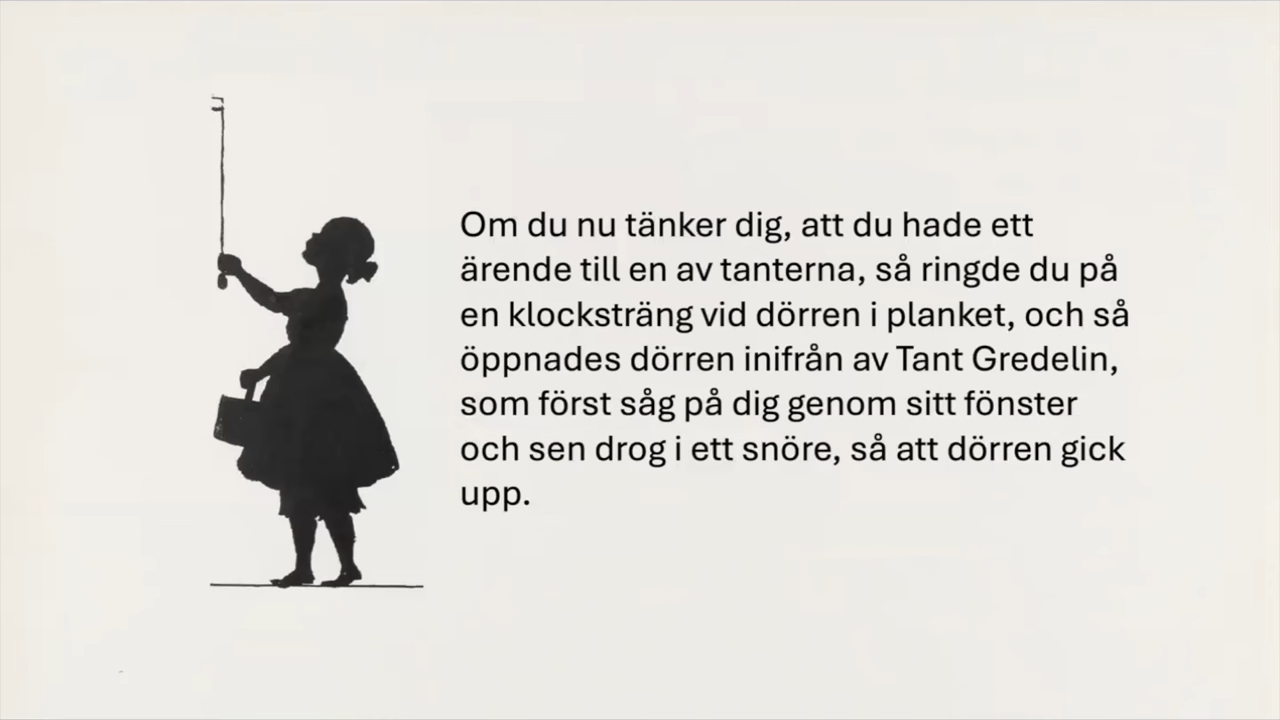 Om du nu tänker dig, att du hade ett
ärende till en av tanterna, så ringde du på
en klocksträng vid dörren i planket, och så
öppnades dörren inifrån av Tant Gredelin,
som först såg på dig genom sitt fönster
och sen drog i ett snöre, så att dörren gick
upp.